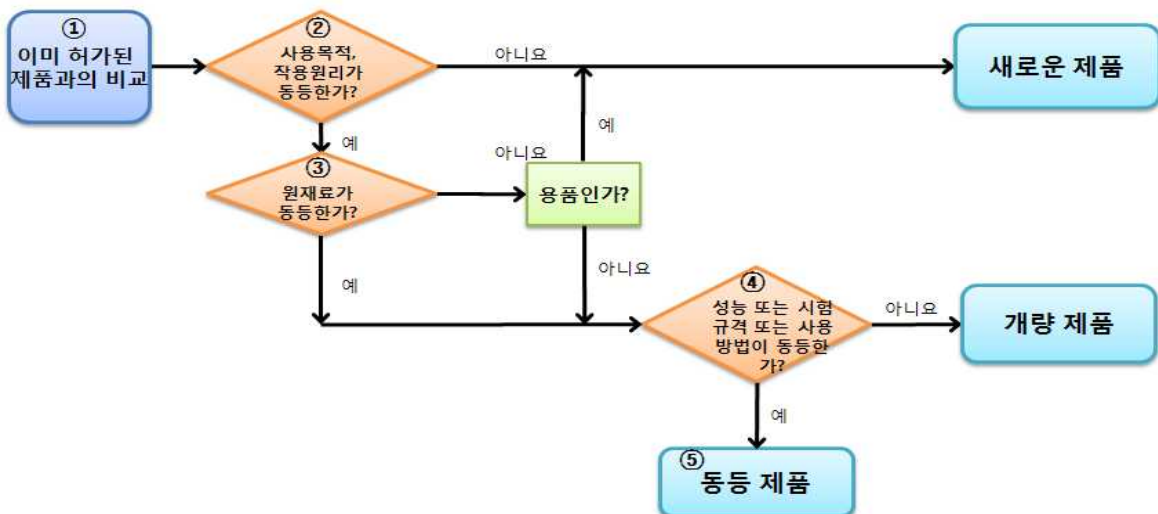 ①
이미 허가된
제품과의 비교
②
사용목적,
작용원리가
동등한가?
아니요
새로운 제품
예
예
③
원재료가
동등한가?
아니요
용품인가?
예
아니요
④
성능 또는 시험
규격 또는 사용
방법이 동등한
가?
아니요
개량 제품
예
⑤
동등 제품